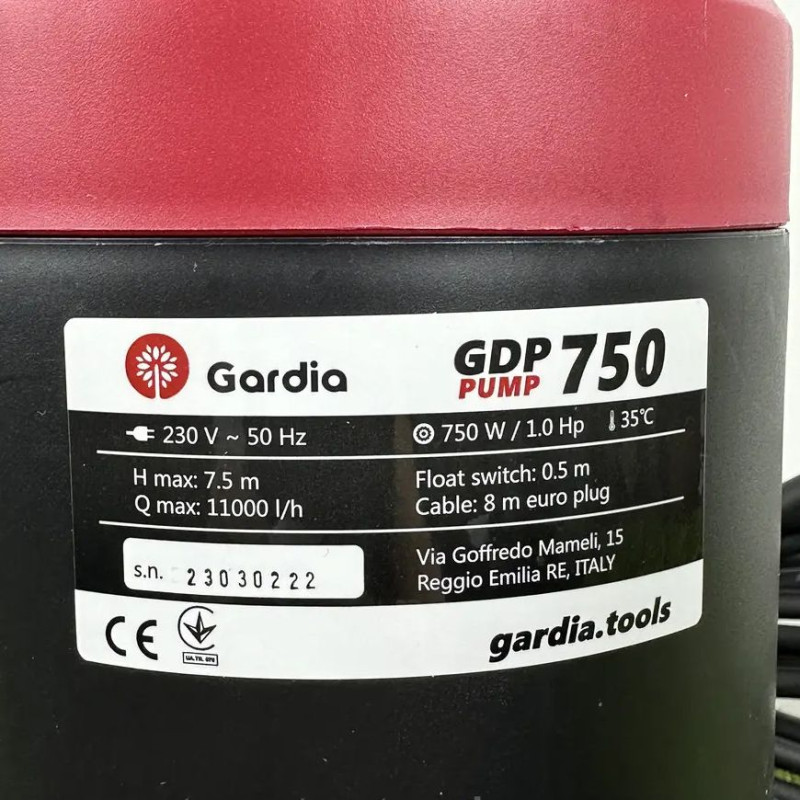 Gardia
GDP 750
PUMP
230 V ~ 50 Hz
750 W / 1.0 Hp
35°C
H max: 7.5 m
Q max: 11000 l/h
Float switch: 0.5 m
Cable: 8 m euro plug
s.n. 23030222
Via Goffredo Mameli, 15
Reggio Emilia RE, ITALY
CE
gardia.tools